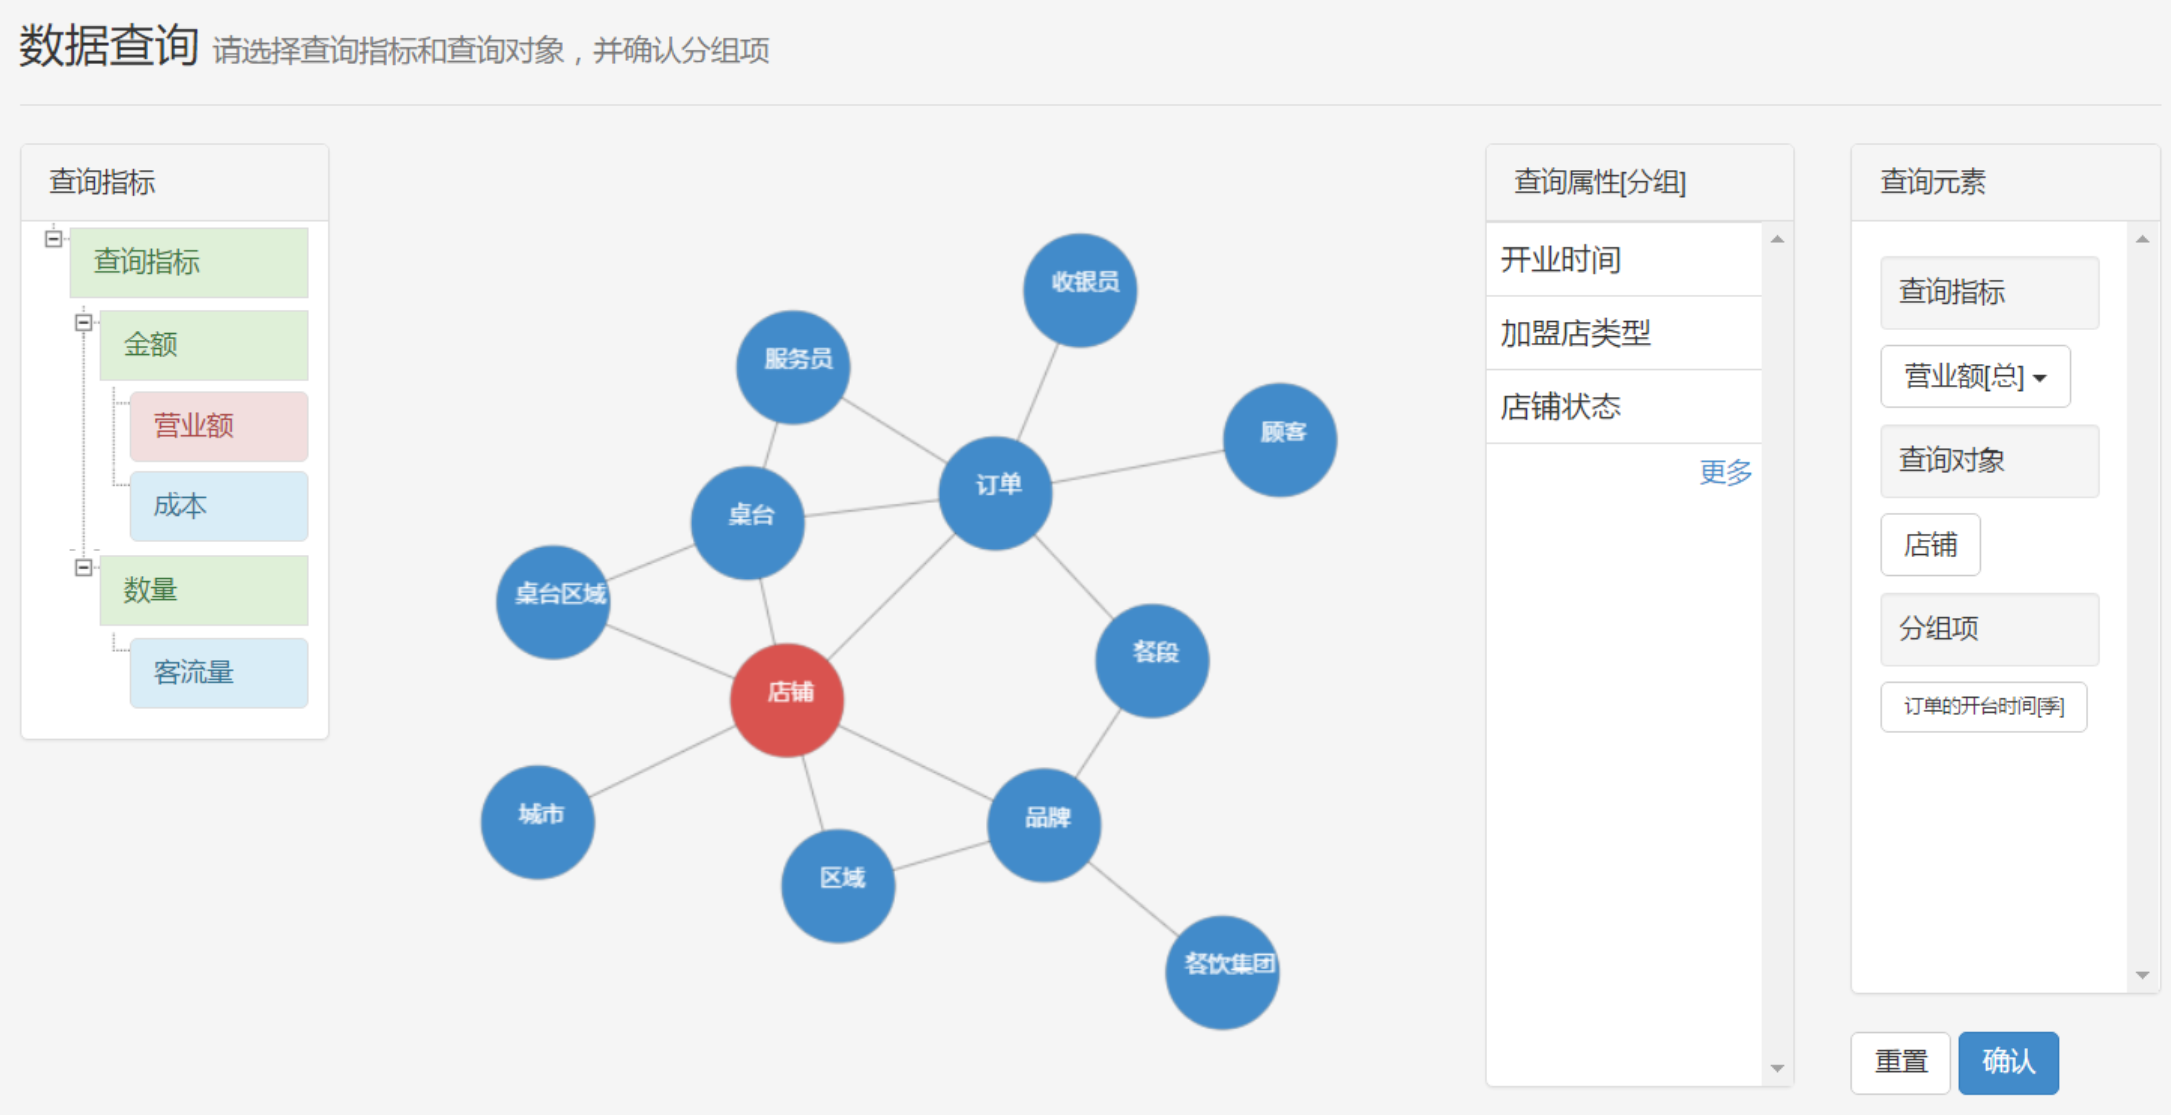 数据查询 请选择查询指标和查询对象，并确认分组项
查询指标
查询指标
金额
营业额
成本
数量
客流量
收银员
服务员
顾客
订单
桌台
桌台区域
餐段
店铺
城市
品牌
区域
餐饮集团
查询属性[分组]
开业时间
加盟店类型
店铺状态
更多
查询元素
查询指标
营业额[总]
查询对象
店铺
分组项
订单的开台时间[季]
重置 确认